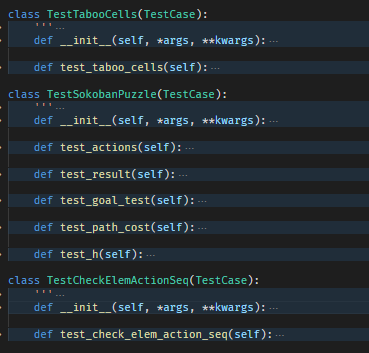 class TestTabooCells(TestCase):
    '''...
    def __init__(self, *args, **kwargs): ...
    def test_taboo_cells(self): ...
class TestSokobanPuzzle(TestCase):
    '''...
    def __init__(self, *args, **kwargs): ...
    def test_actions(self): ...
    def test_result(self): ...
    def test_goal_test(self): ...
    def test_path_cost(self): ...
    def test_h(self): ...
class TestCheckElemActionSeq(TestCase):
    '''...
    def __init__(self, *args, **kwargs): ...
    def test_check_elem_action_seq(self): ...